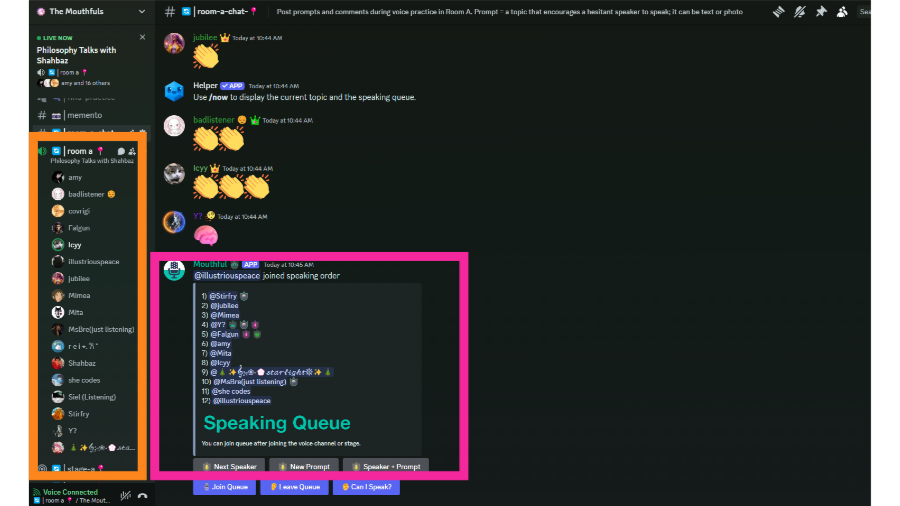 The Mouthfuls
LIVE NOW
Philosophy Talks with
Shahbaz
room a
amy and 16 others
memento
room a
Philosophy Talks with Shahbaz
amy
badlistener
covrigi
Falgun
Icyy
illustriouspeace
jubilee
Mimea
Mita
MsBre(just listening)
Shahbaz
she codes
Siel (Listening)
Stirfry
Y?
stage-a
Voice Connected
room a / The Mout...
room-a-chat-
Post prompts and comments during voice practice in Room A. Prompt = a topic that encourages a hesitant speaker to speak; it can be text or photo
Sea
jubilee Today at 10:44 AM
Helper APP Today at 10:44 AM
Use /now to display the current topic and the speaking queue.
badlistener Today at 10:44 AM
Icyy Today at 10:44 AM
Y? Today at 10:44 AM
Mouthful APP Today at 10:45 AM
@illustriouspeace joined speaking order
1) @Stirfry
2) @jubilee
3) @Mimea
4) @Y?
5) @Falgun
6) @amy
7) @Mita
8) @Icyy
9) @ 𝓼𝓽𝓪𝓻𝓵𝓲𝓰𝓱𝓽
10) @MsBre(just listening)
11) @she codes
12) @illustriouspeace
Speaking Queue
You can join queue after joining the voice channel or stage.
Next Speaker New Prompt Speaker + Prompt
Join Queue Leave Queue Can I Speak?